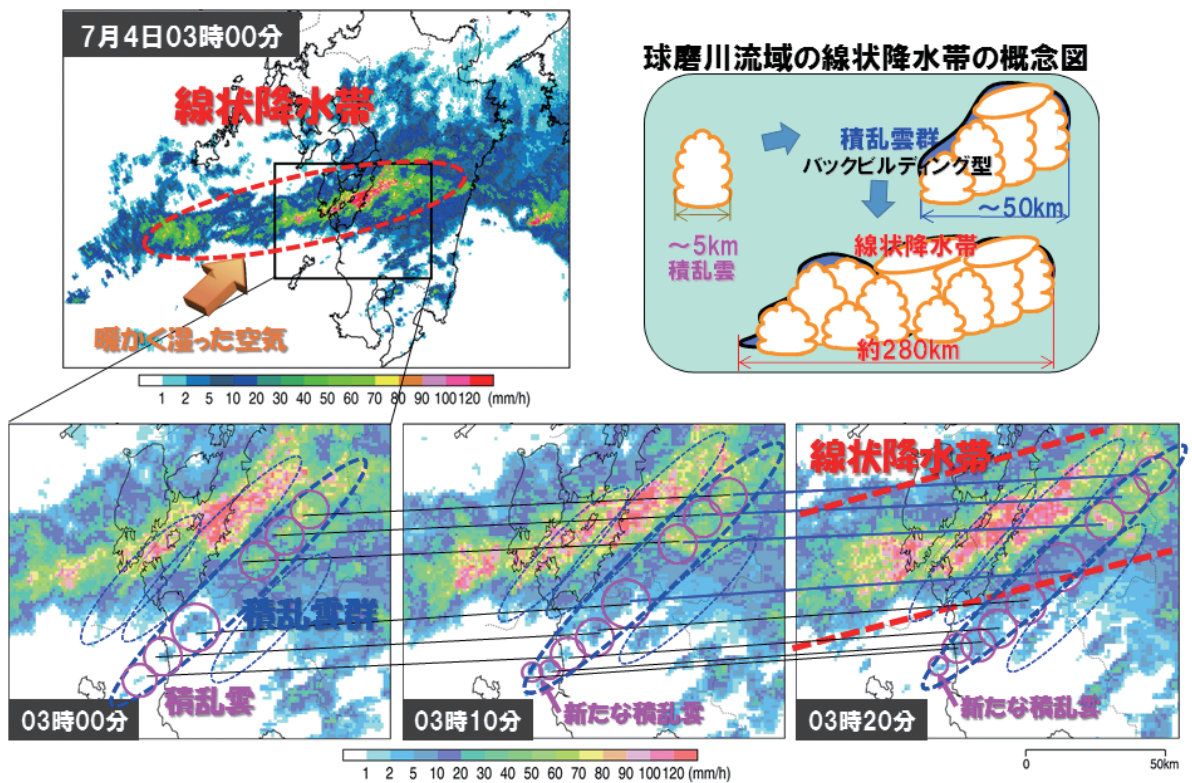 7月4日03時00分
線状降水帯
暖かく湿った空気
1 2 5 10 20 30 40 50 60 70 80 90 100 120 (mm/h)
球磨川流域の線状降水帯の概念図
積乱雲群
バックビルディング型
~50km
~5km
積乱雲
線状降水帯
約280km
積乱雲群
積乱雲
03時00分
新たな積乱雲
03時10分
線状降水帯
新たな積乱雲
03時20分
1 2 5 10 20 30 40 50 60 70 80 90 100 120 (mm/h)
0 50km